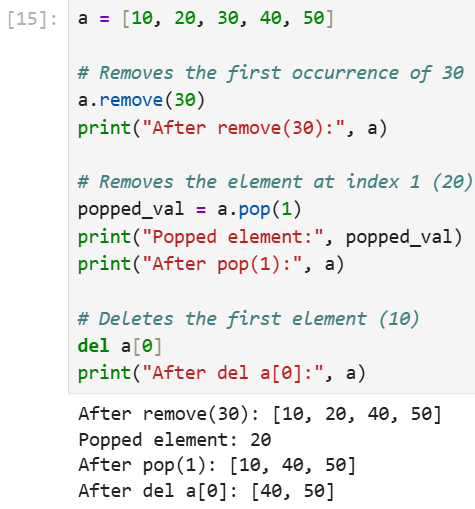 [15]: a = [10, 20, 30, 40, 50]
# Removes the first occurrence of 30
a.remove(30)
print("After remove(30):", a)
# Removes the element at index 1 (20)
popped_val = a.pop(1)
print("Popped element:", popped_val)
print("After pop(1):", a)
# Deletes the first element (10)
del a[0]
print("After del a[0]:", a)
After remove(30): [10, 20, 40, 50]
Popped element: 20
After pop(1): [10, 40, 50]
After del a[0]: [40, 50]